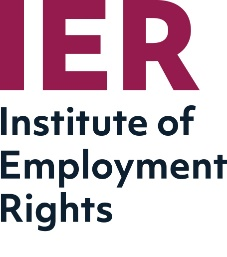 IER
Institute of
Employment
Rights